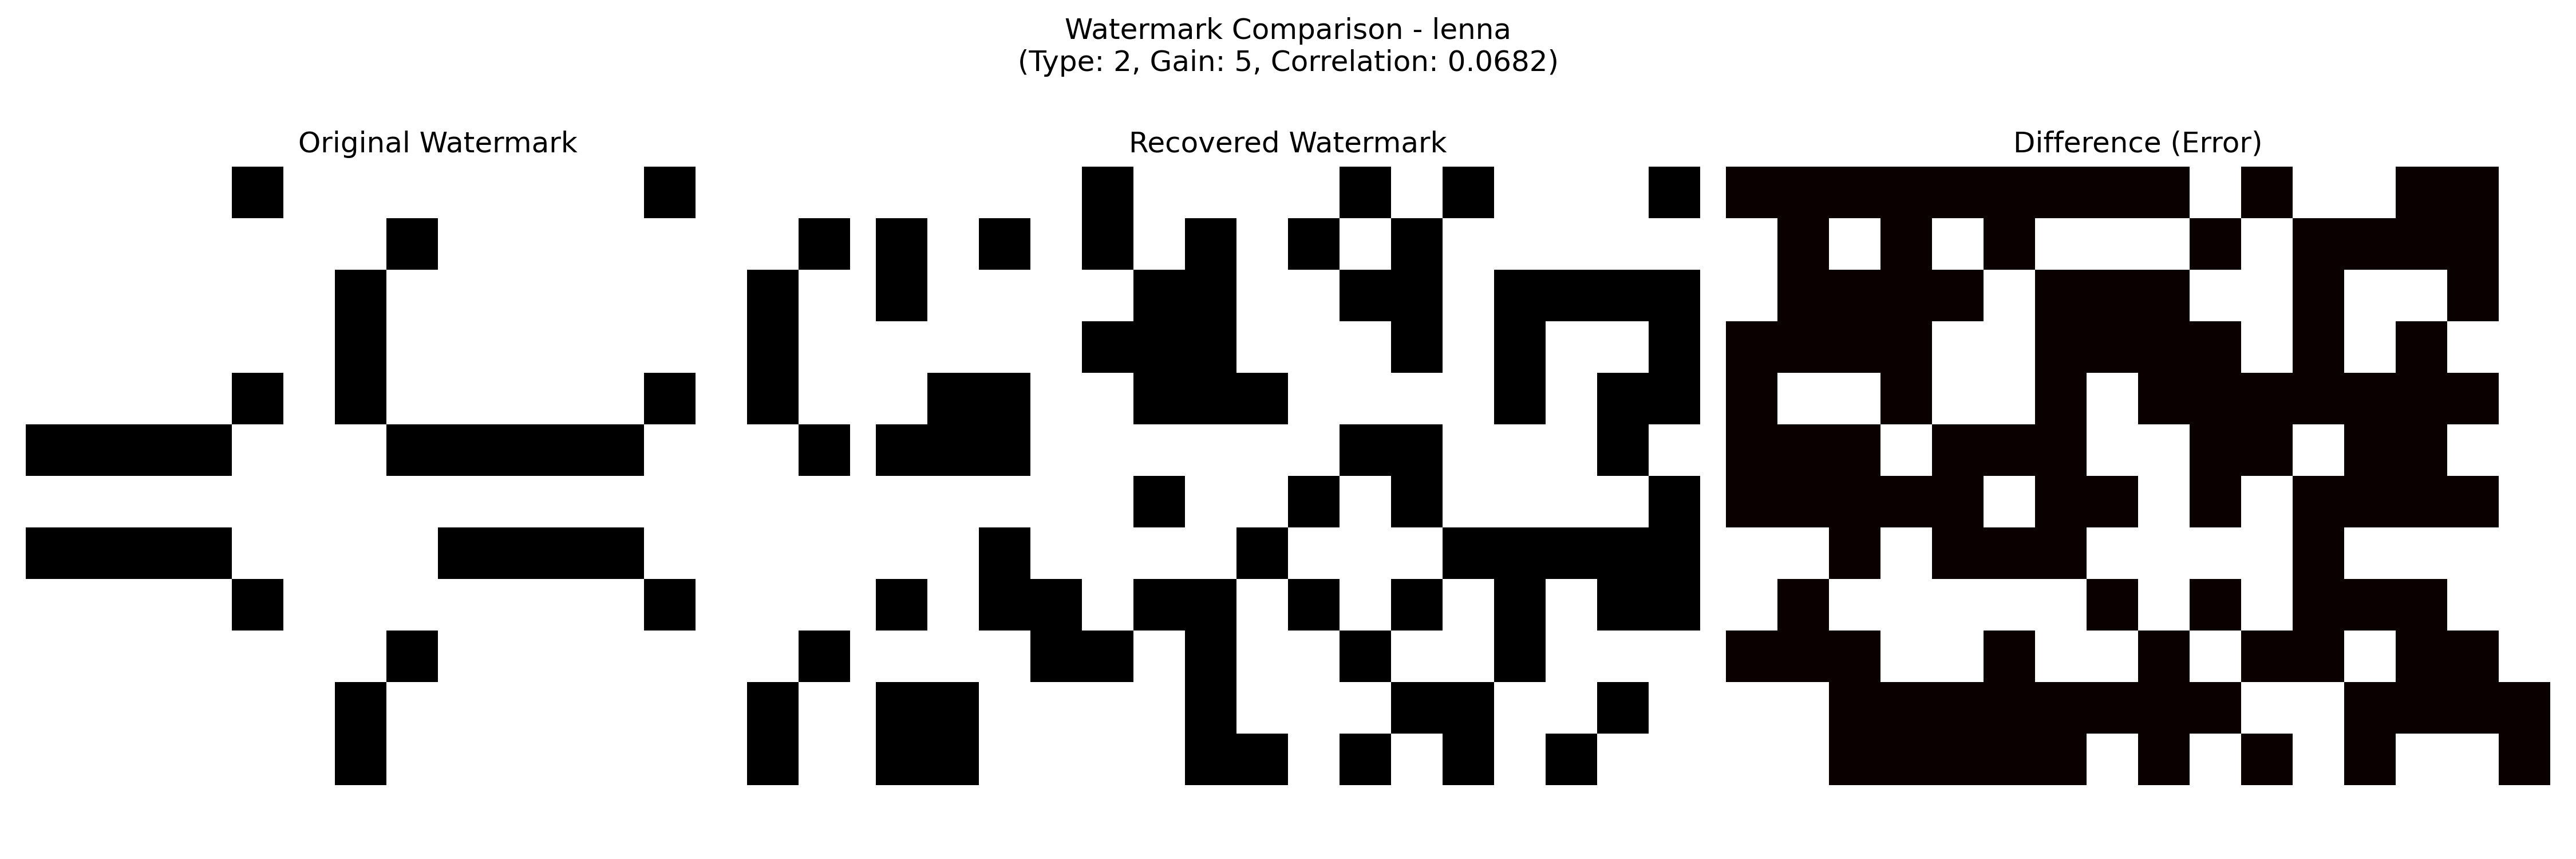 Watermark Comparison - lenna
(Type: 2, Gain: 5, Correlation: 0.0682)
Original Watermark
Recovered Watermark
Difference (Error)